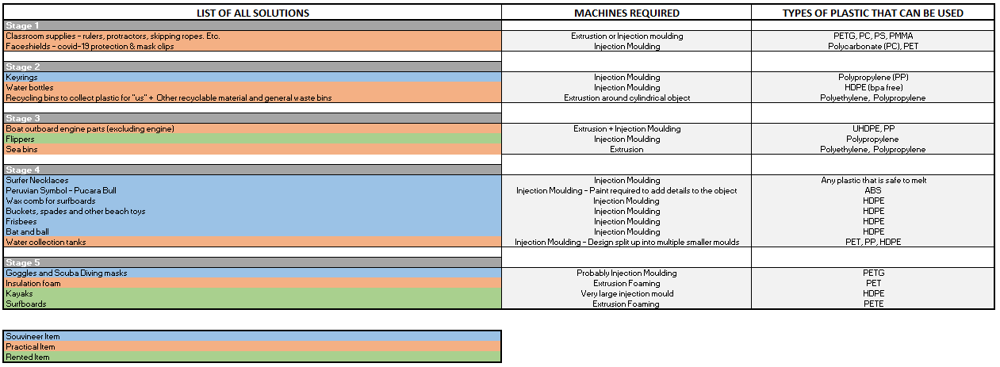 LIST OF ALL SOLUTIONS MACHINES REQUIRED TYPES OF PLASTIC THAT CAN BE USED
Stage 1
Classroom supplies - rulers, protractors, skipping ropes. Etc. Extrustion or Injection moulding PETG, PC, PS, PMMA
Faceshields - covid-19 protection & mask clips Injection Moulding Polycarbonate (PC), PET
Stage 2
Keyrings Injection Moulding Polypropylene (PP)
Water bottles Injection Moulding HDPE (bpa free)
Recycling bins to collect plastic for "us" + Other recyclable material and general waste bins Extrustion around cylindrical object Polyethylene, Polypropylene
Stage 3
Boat outboard engine parts (excluding engine) Extrusion + Injection Moulding UHDPE, PP
Flippers Injection Moulding Polypropylene
Sea bins Extrusion Polyethylene, Polypropylene
Stage 4
Surfer Necklaces Injection Moulding Any plastic that is safe to melt
Peruvian Symbol - Pucara Bull Injection Moulding - Paint required to add details to the object ABS
Wax comb for surfboards Injection Moulding HDPE
Buckets, spades and other beach toys Injection Moulding HDPE
Frisbees Injection Moulding HDPE
Bat and ball Injection Moulding HDPE
Water collection tanks Injection Moulding - Design split up into multiple smaller moulds PET, PP, HDPE
Stage 5
Goggles and Scuba Diving masks Probably Injection Moulding PETG
Insulation foam Extrusion Foaming PET
Kayaks Very large injection mould HDPE
Surfboards Extrusion Foaming PETE
Souvineer Item
Practical Item
Rented Item